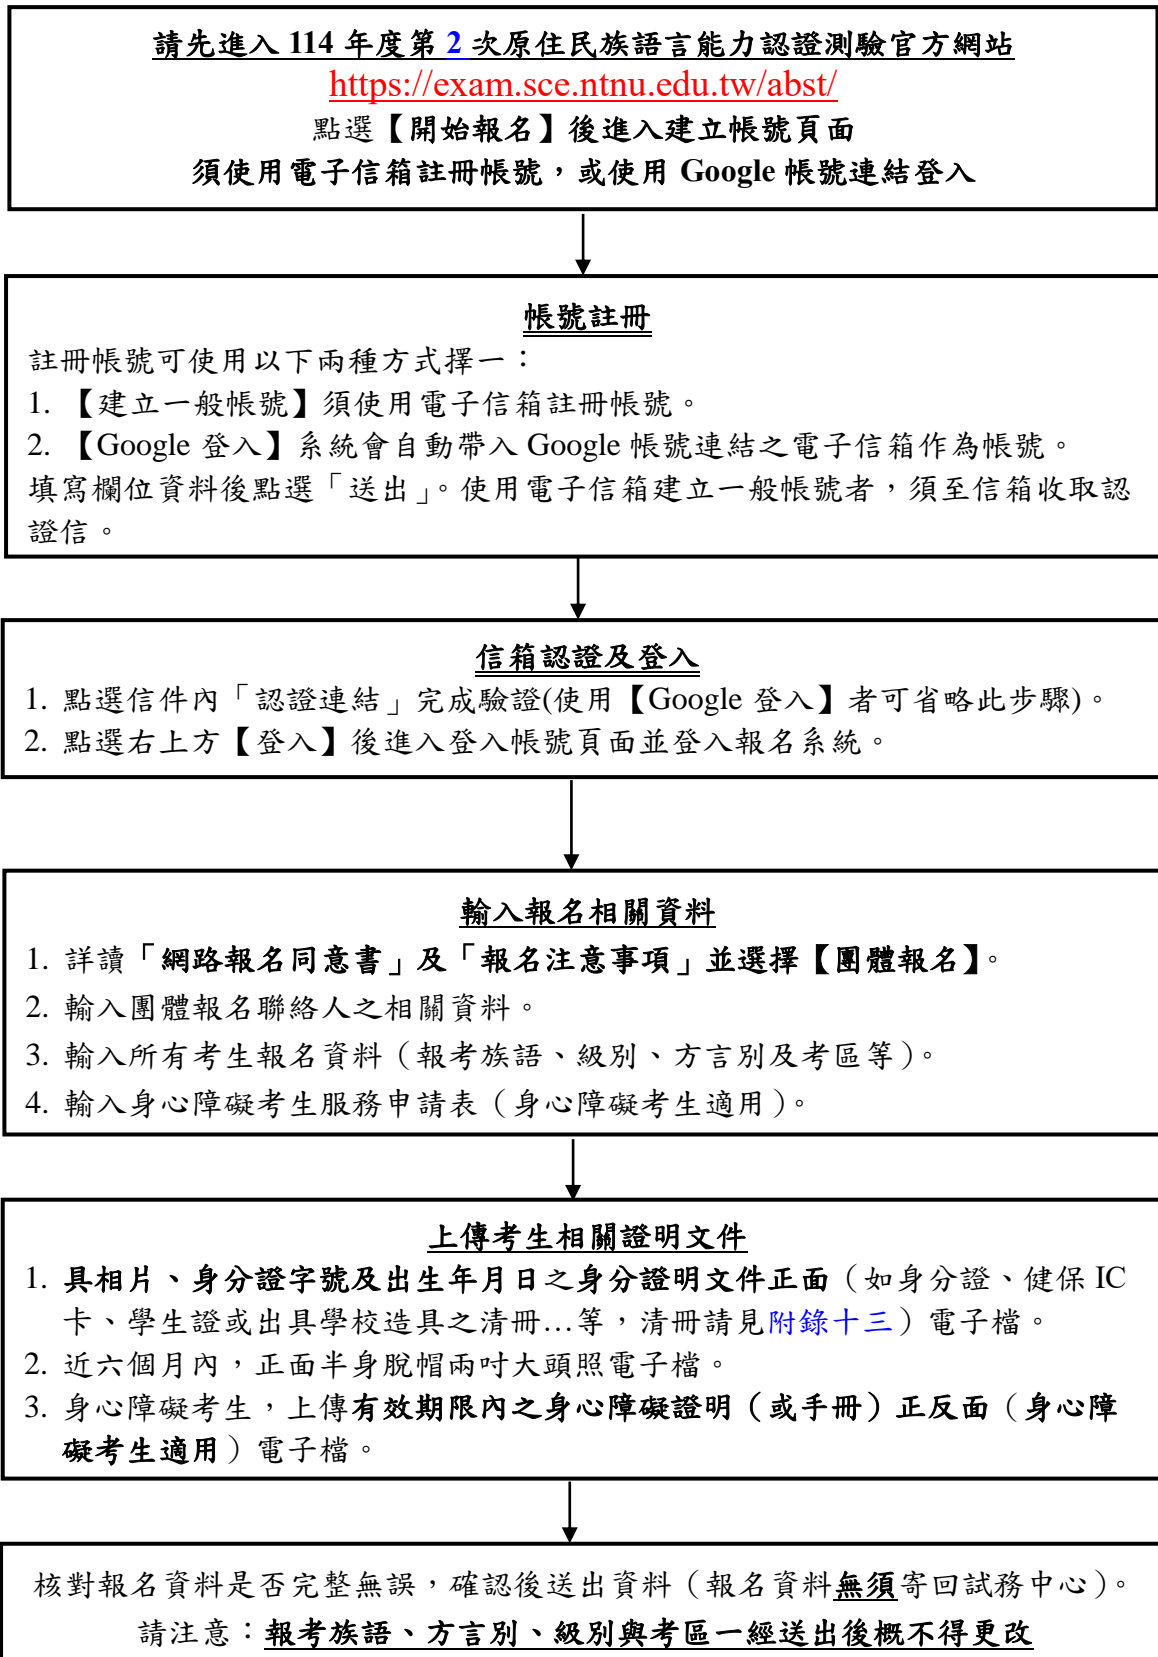 請先進入 114 年度第 2 次原住民族語言能力認證測驗官方網站
https://exam.sce.ntnu.edu.tw/abst/
點選【開始報名】後進入建立帳號頁面
須使用電子信箱註冊帳號，或使用 Google 帳號連結登入
帳號註冊
註冊帳號可使用以下兩種方式擇一：
1. 【建立一般帳號】須使用電子信箱註冊帳號。
2. 【Google 登入】系統會自動帶入 Google 帳號連結之電子信箱作為帳號。
填寫欄位資料後點選「送出」。使用電子信箱建立一般帳號者，須至信箱收取認
證信。
信箱認證及登入
1. 點選信件內「認證連結」完成驗證(使用【Google 登入】者可省略此步驟)。
2. 點選右上方【登入】後進入登入帳號頁面並登入報名系統。
輸入報名相關資料
1. 詳讀「網路報名同意書」及「報名注意事項」並選擇【團體報名】。
2. 輸入團體報名聯絡人之相關資料。
3. 輸入所有考生報名資料（報考族語、級別、方言別及考區等）。
4. 輸入身心障礙考生服務申請表（身心障礙考生適用）。
上傳考生相關證明文件
1. 具相片、身分證字號及出生年月日之身分證明文件正面（如身分證、健保 IC
卡、學生證或出具學校造具之清冊…等，清冊請見附錄十三）電子檔。
2. 近六個月內，正面半身脫帽兩吋大頭照電子檔。
3. 身心障礙考生，上傳有效期限內之身心障礙證明（或手冊）正反面（身心障
礙考生適用）電子檔。
核對報名資料是否完整無誤，確認後送出資料（報名資料無須寄回試務中心）。
請注意：報考族語、方言別、級別與考區一經送出後概不得更改